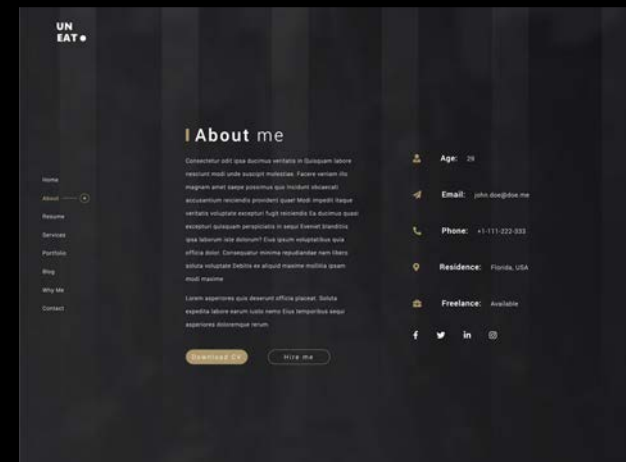 UN
EAT
Home
About
Resume
Services
Portfolio
Blog
Why Me
Contact
About me
Consectetur odit ipsa ducimus veritatis in Quisquam labore
nesciunt modi unde suscipit molestiae. Facere veniam illo
magnam amet saepe possimus quis incidunt obcaecati
accusantium reiciendis provident quae! Modi impedit itaque
veritatis voluptate excepturi fugit reiciendis Ea ducimus quasi
excepturi quisquam perspiciatis in sequi Eveniet blanditiis
ipsa laborum iste dolorum? Eius ipsum voluptatibus quia
officia dolor. Consequatur minima repudiandae nam libero
soluta voluptate Debitis ex aliquid maxime mollitia ipsam
modi maxime
Lorem asperiores quis deserunt officia placeat. Soluta
expedita labore earum iusto nemo Eius temporibus sequi
asperiores doloremque rerum
Download CV
Hire me
Age: 29
Email: john.doe@doe.me
Phone: +1-111-222-333
Residence: Florida, USA
Freelance: Available